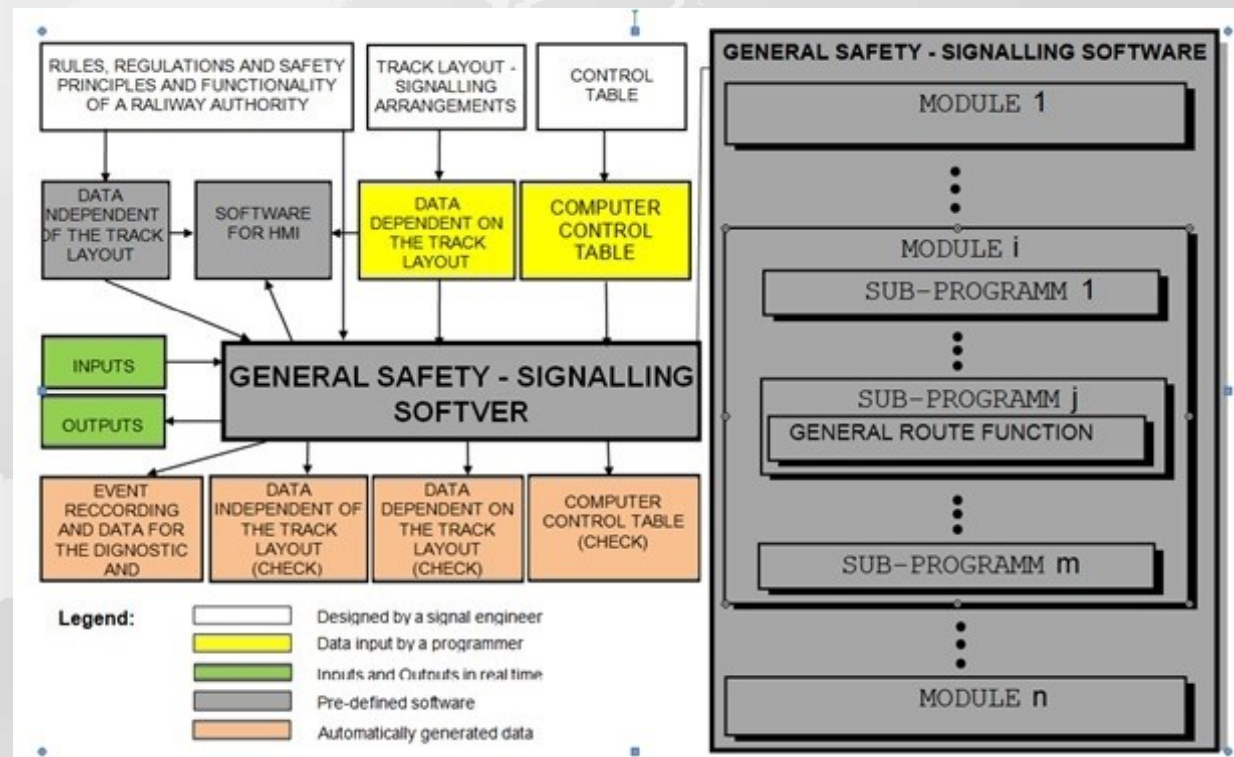 RULES, REGULATIONS AND SAFETY
PRINCIPLES AND FUNCTIONALITY
OF A RALIWAY AUTHORITY
TRACK LAYOUT -
SIGNALLING
ARRANGEMENTS
CONTROL
TABLE
DATA
INDEPENDENT
OF THE TRACK
LAYOUT
SOFTWARE
FOR HMI
DATA
DEPENDENT ON
THE TRACK
LAYOUT
COMPUTER
CONTROL
TABLE
INPUTS
OUTPUTS
GENERAL SAFETY - SIGNALLING
SOFTVER
EVENT
RECCORDING
AND DATA FOR
THE DIGNOSTIC
AND
DATA
INDEPENDENT OF
THE TRACK
LAYOUT
(CHECK)
DATA
DEPENDENT ON
THE TRACK
LAYOUT
(CHECK)
COMPUTER
CONTROL TABLE
(CHECK)
Legend:
Designed by a signal engineer
Data input by a programmer
Inputs and Outputs in real time
Pre-defined software
Automatically generated data
GENERAL SAFETY - SIGNALLING SOFTWARE
MODULE 1
MODULE i
SUB-PROGRAMM 1
SUB-PROGRAMM j
GENERAL ROUTE FUNCTION
SUB-PROGRAMM m
MODULE n